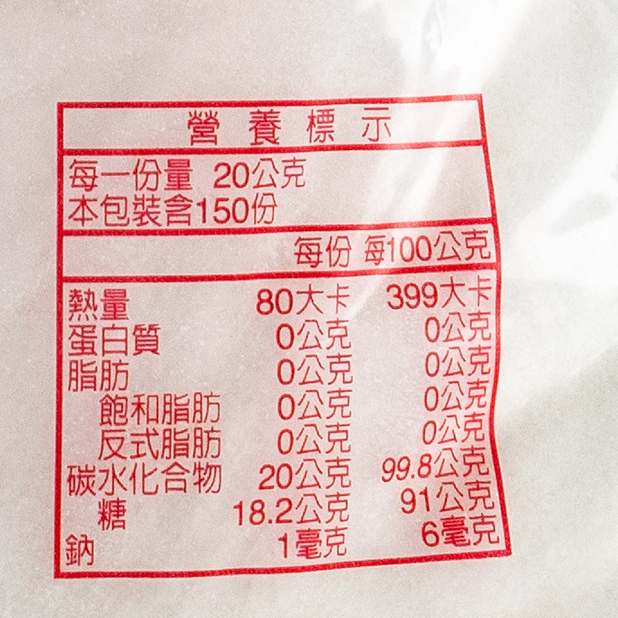 營養標示
每一份量 20公克
本包裝含150份
每份 每100公克
熱量 80大卡 399大卡
蛋白質 0公克 0公克
脂肪 0公克 0公克
飽和脂肪 0公克 0公克
反式脂肪 0公克 0公克
碳水化合物 20公克 99.8公克
糖 18.2公克 91公克
鈉 1毫克 6毫克